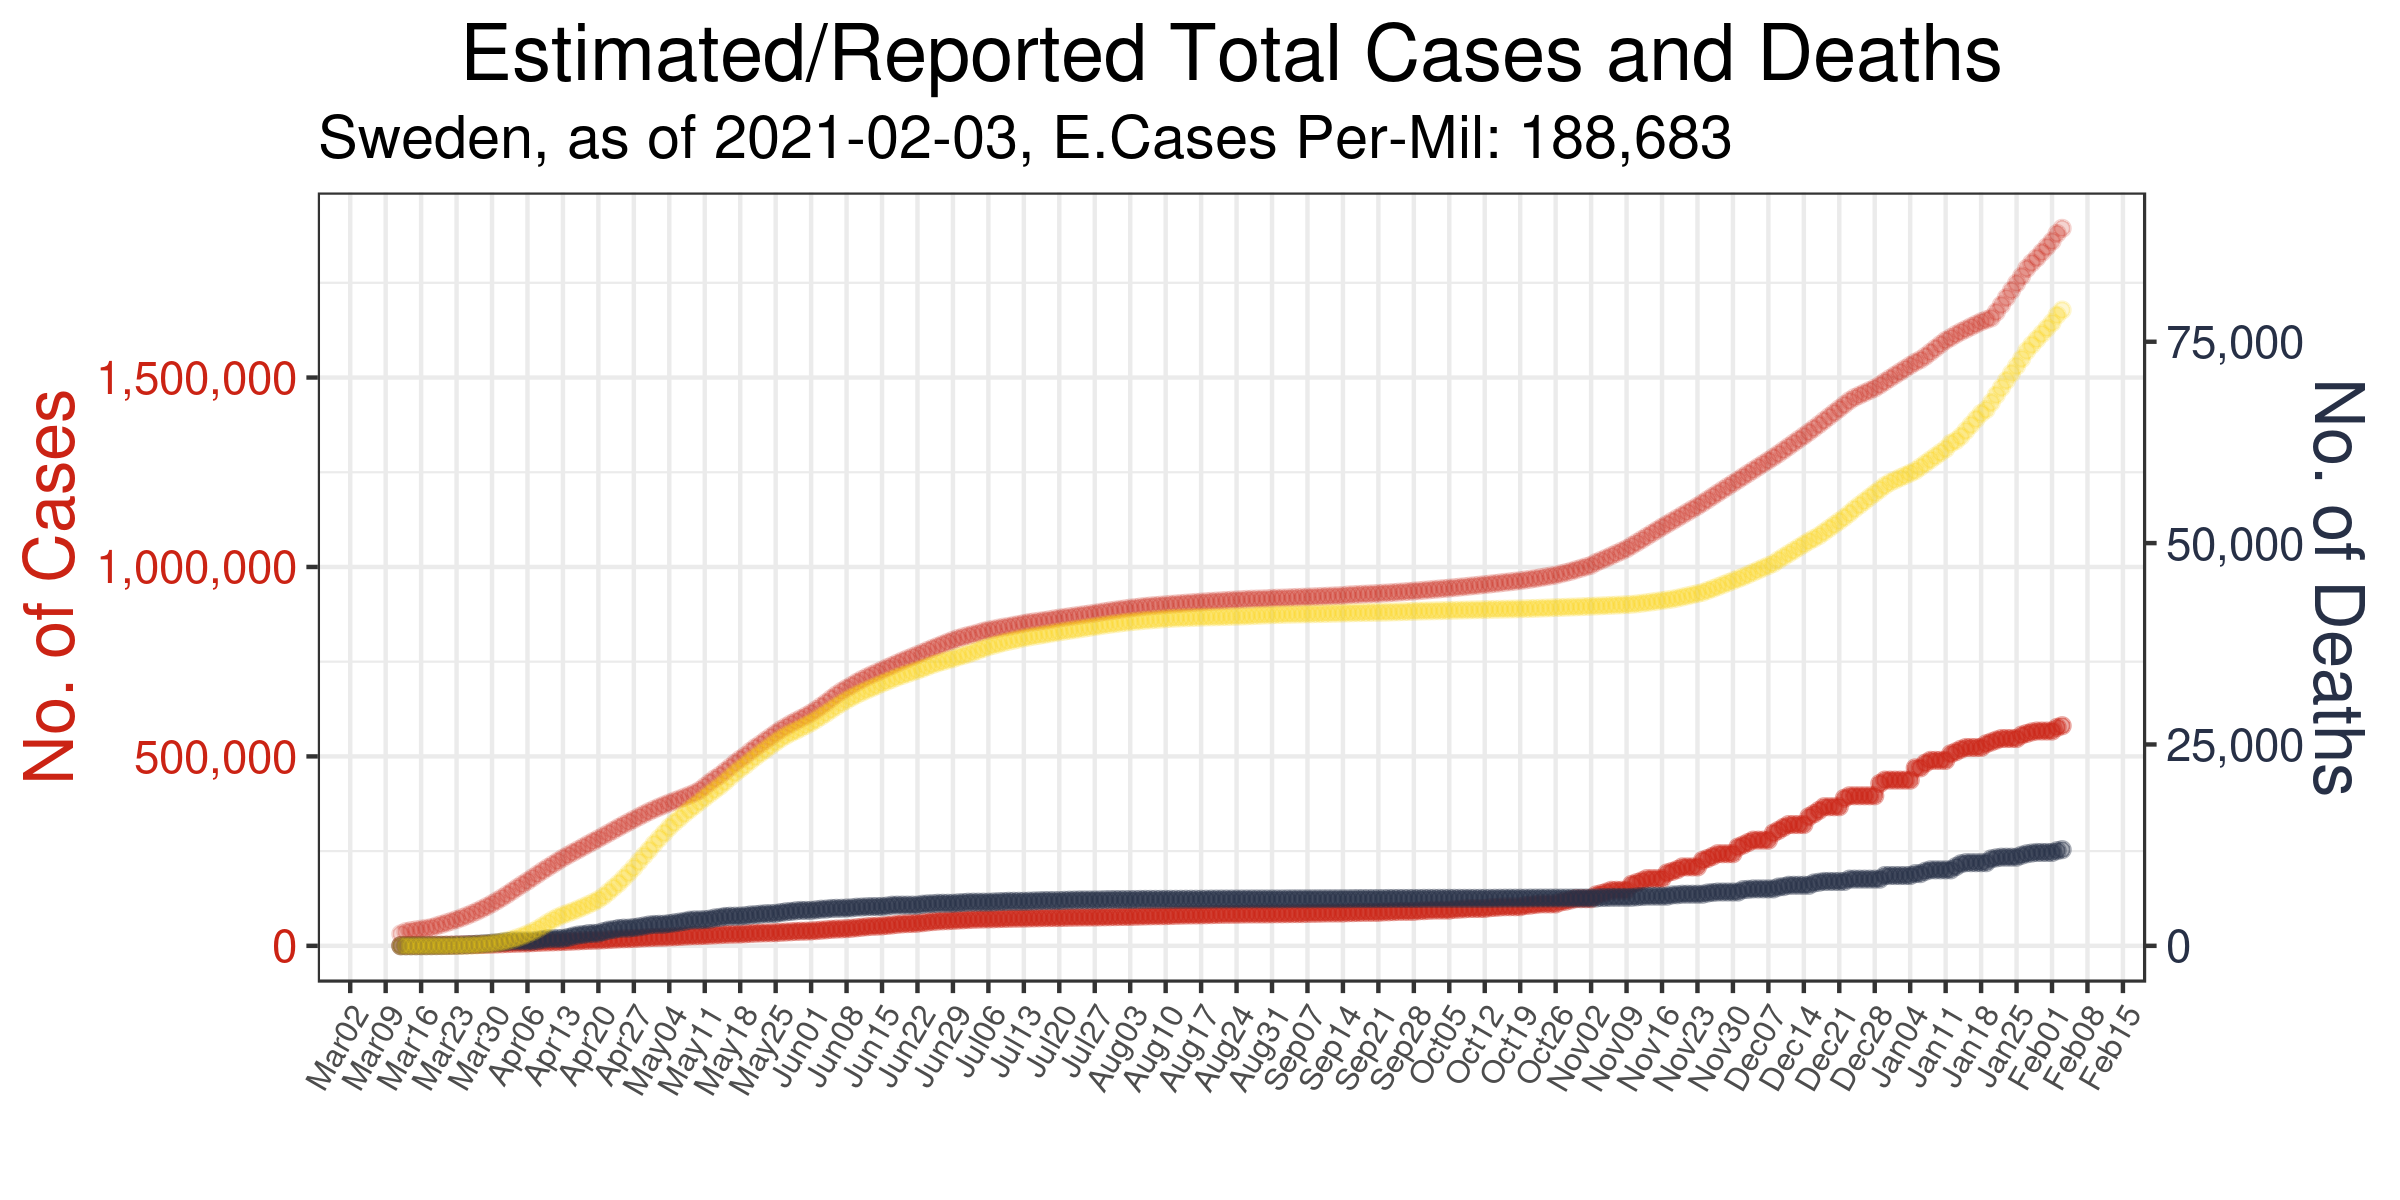 Estimated/Reported Total Cases and Deaths
Sweden, as of 2021-02-03, E.Cases Per-Mil: 188,683
No. of Cases
1,500,000
1,000,000
500,000
0
75,000
50,000
25,000
0
No. of Deaths
Mar02
Mar09
Mar16
Mar23
Mar30
Apr06
Apr13
Apr20
Apr27
May04
May11
May18
May25
Jun01
Jun08
Jun15
Jun22
Jun29
Jul06
Jul13
Jul20
Jul27
Aug03
Aug10
Aug17
Aug24
Aug31
Sep07
Sep14
Sep21
Sep28
Oct05
Oct12
Oct19
Oct26
Nov02
Nov09
Nov16
Nov23
Nov30
Dec07
Dec14
Dec21
Dec28
Jan04
Jan11
Jan18
Jan25
Feb01
Feb08
Feb15